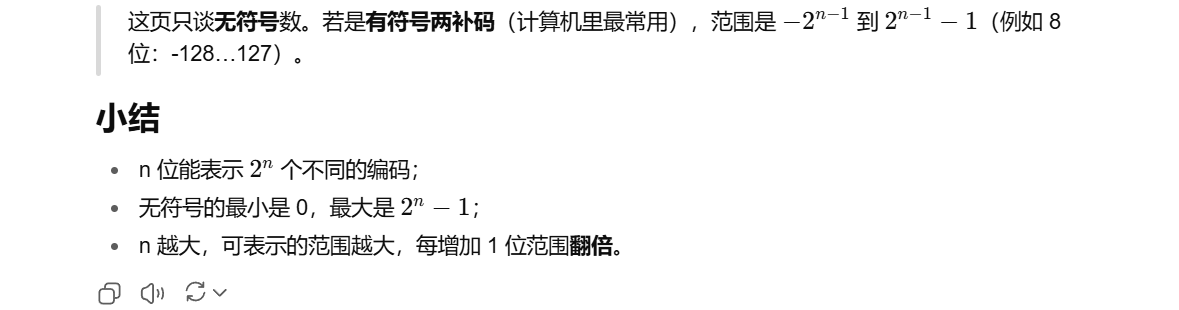 这页只谈无符号数。若是有符号两补码（计算机里最常用），范围是 −2ⁿ⁻¹ 到 2ⁿ⁻¹ − 1（例如 8
位：-128…127）。
小结
• n 位能表示 2ⁿ 个不同的编码；
• 无符号的最小是 0，最大是 2ⁿ − 1；
• n 越大，可表示的范围越大，每增加 1 位范围翻倍。